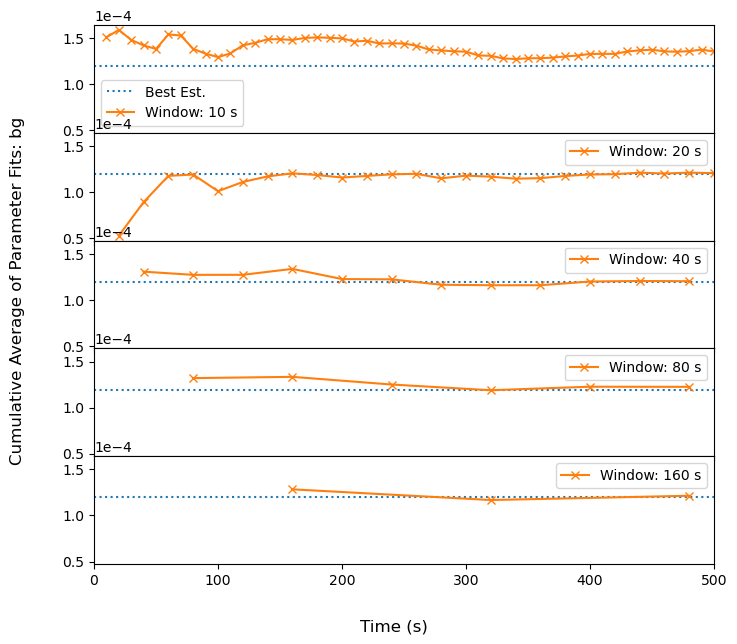 Cumulative Average of Parameter Fits: bg
1e−4
1.5
1.0
0.5
Best Est.
Window: 10 s
1e−4
1.5
1.0
0.5
Window: 20 s
1e−4
1.5
1.0
0.5
Window: 40 s
1e−4
1.5
1.0
0.5
Window: 80 s
1e−4
1.5
1.0
0.5
Window: 160 s
0 100 200 300 400 500
Time (s)